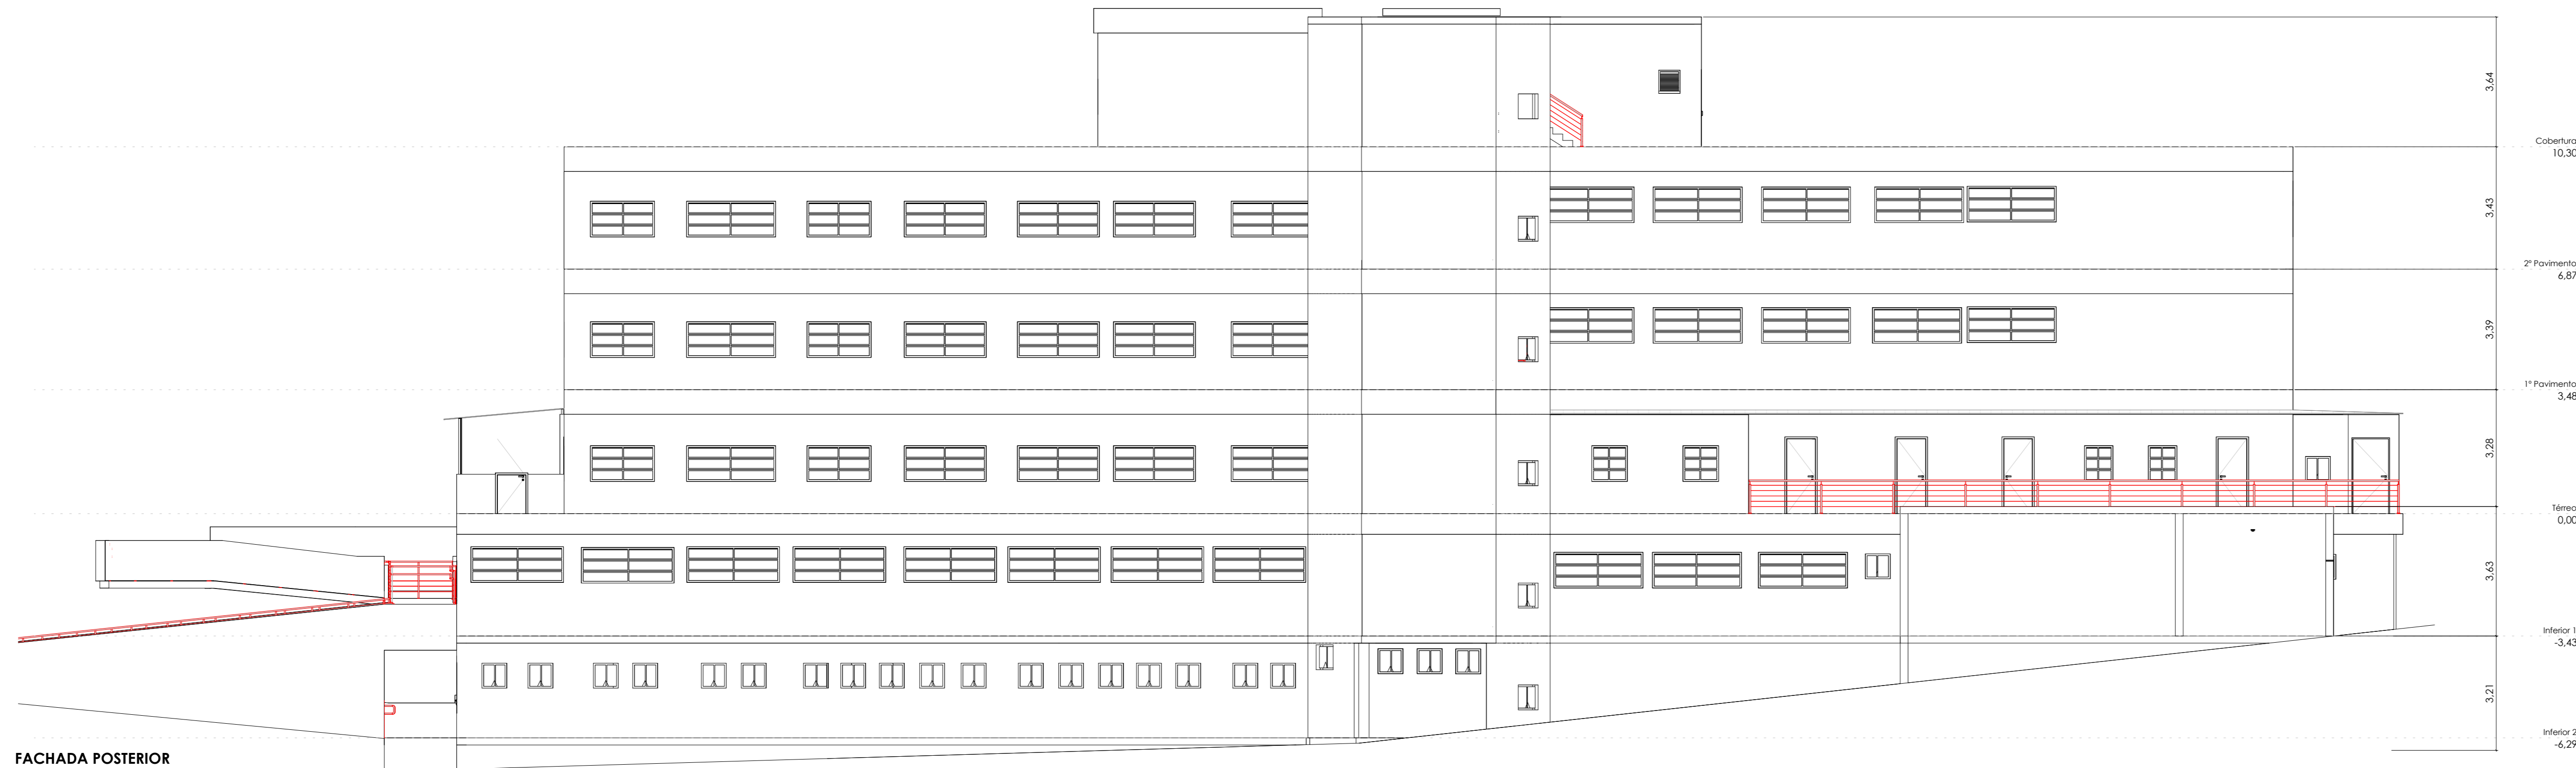 3,64
Cobertura
10,30
3,43
2º Pavimento
6,87
3,39
1º Pavimento
3,48
3,28
Térreo
0,00
3,63
Inferior 1
-3,43
3,21
Inferior 2
-6,29
FACHADA POSTERIOR